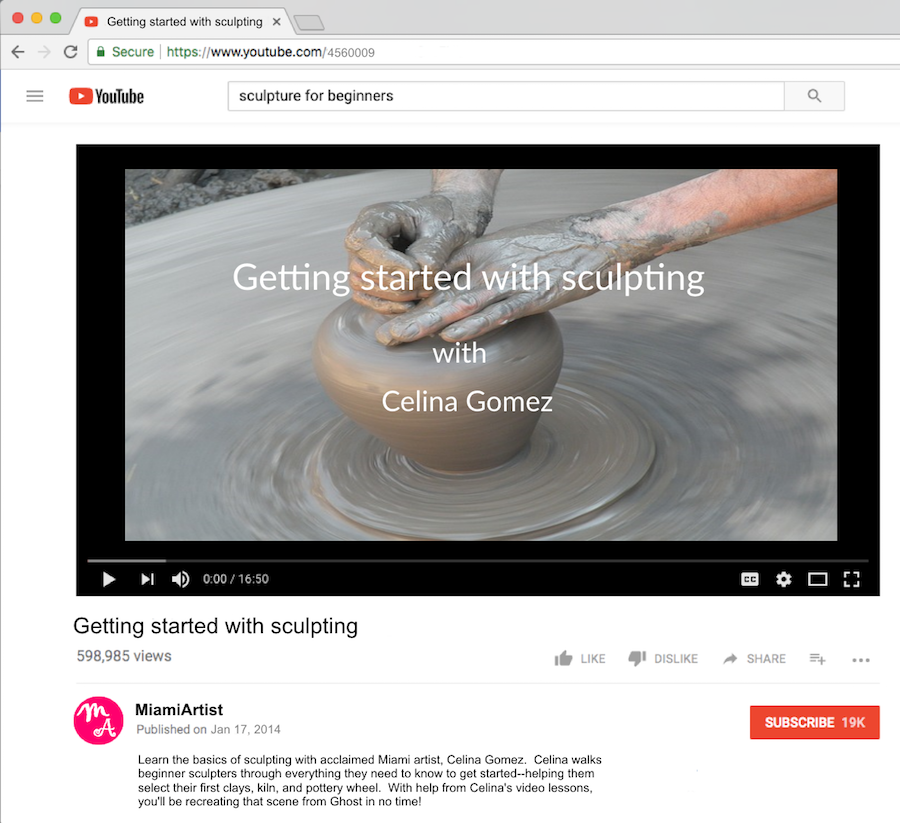 Getting started with sculpting
Secure https://www.youtube.com/4560009
YouTube
sculpture for beginners
Getting started with sculpting
with
Celina Gomez
0:00 / 16:50
CC
Getting started with sculpting
598,985 views
LIKE DISLIKE SHARE
MA
MiamiArtist
Published on Jan 17, 2014
SUBSCRIBE 19K
Learn the basics of sculpting with acclaimed Miami artist, Celina Gomez. Celina walks
beginner sculpters through everything they need to know to get started--helping them
select their first clays, kiln, and pottery wheel. With help from Celina's video lessons,
you'll be recreating that scene from Ghost in no time!